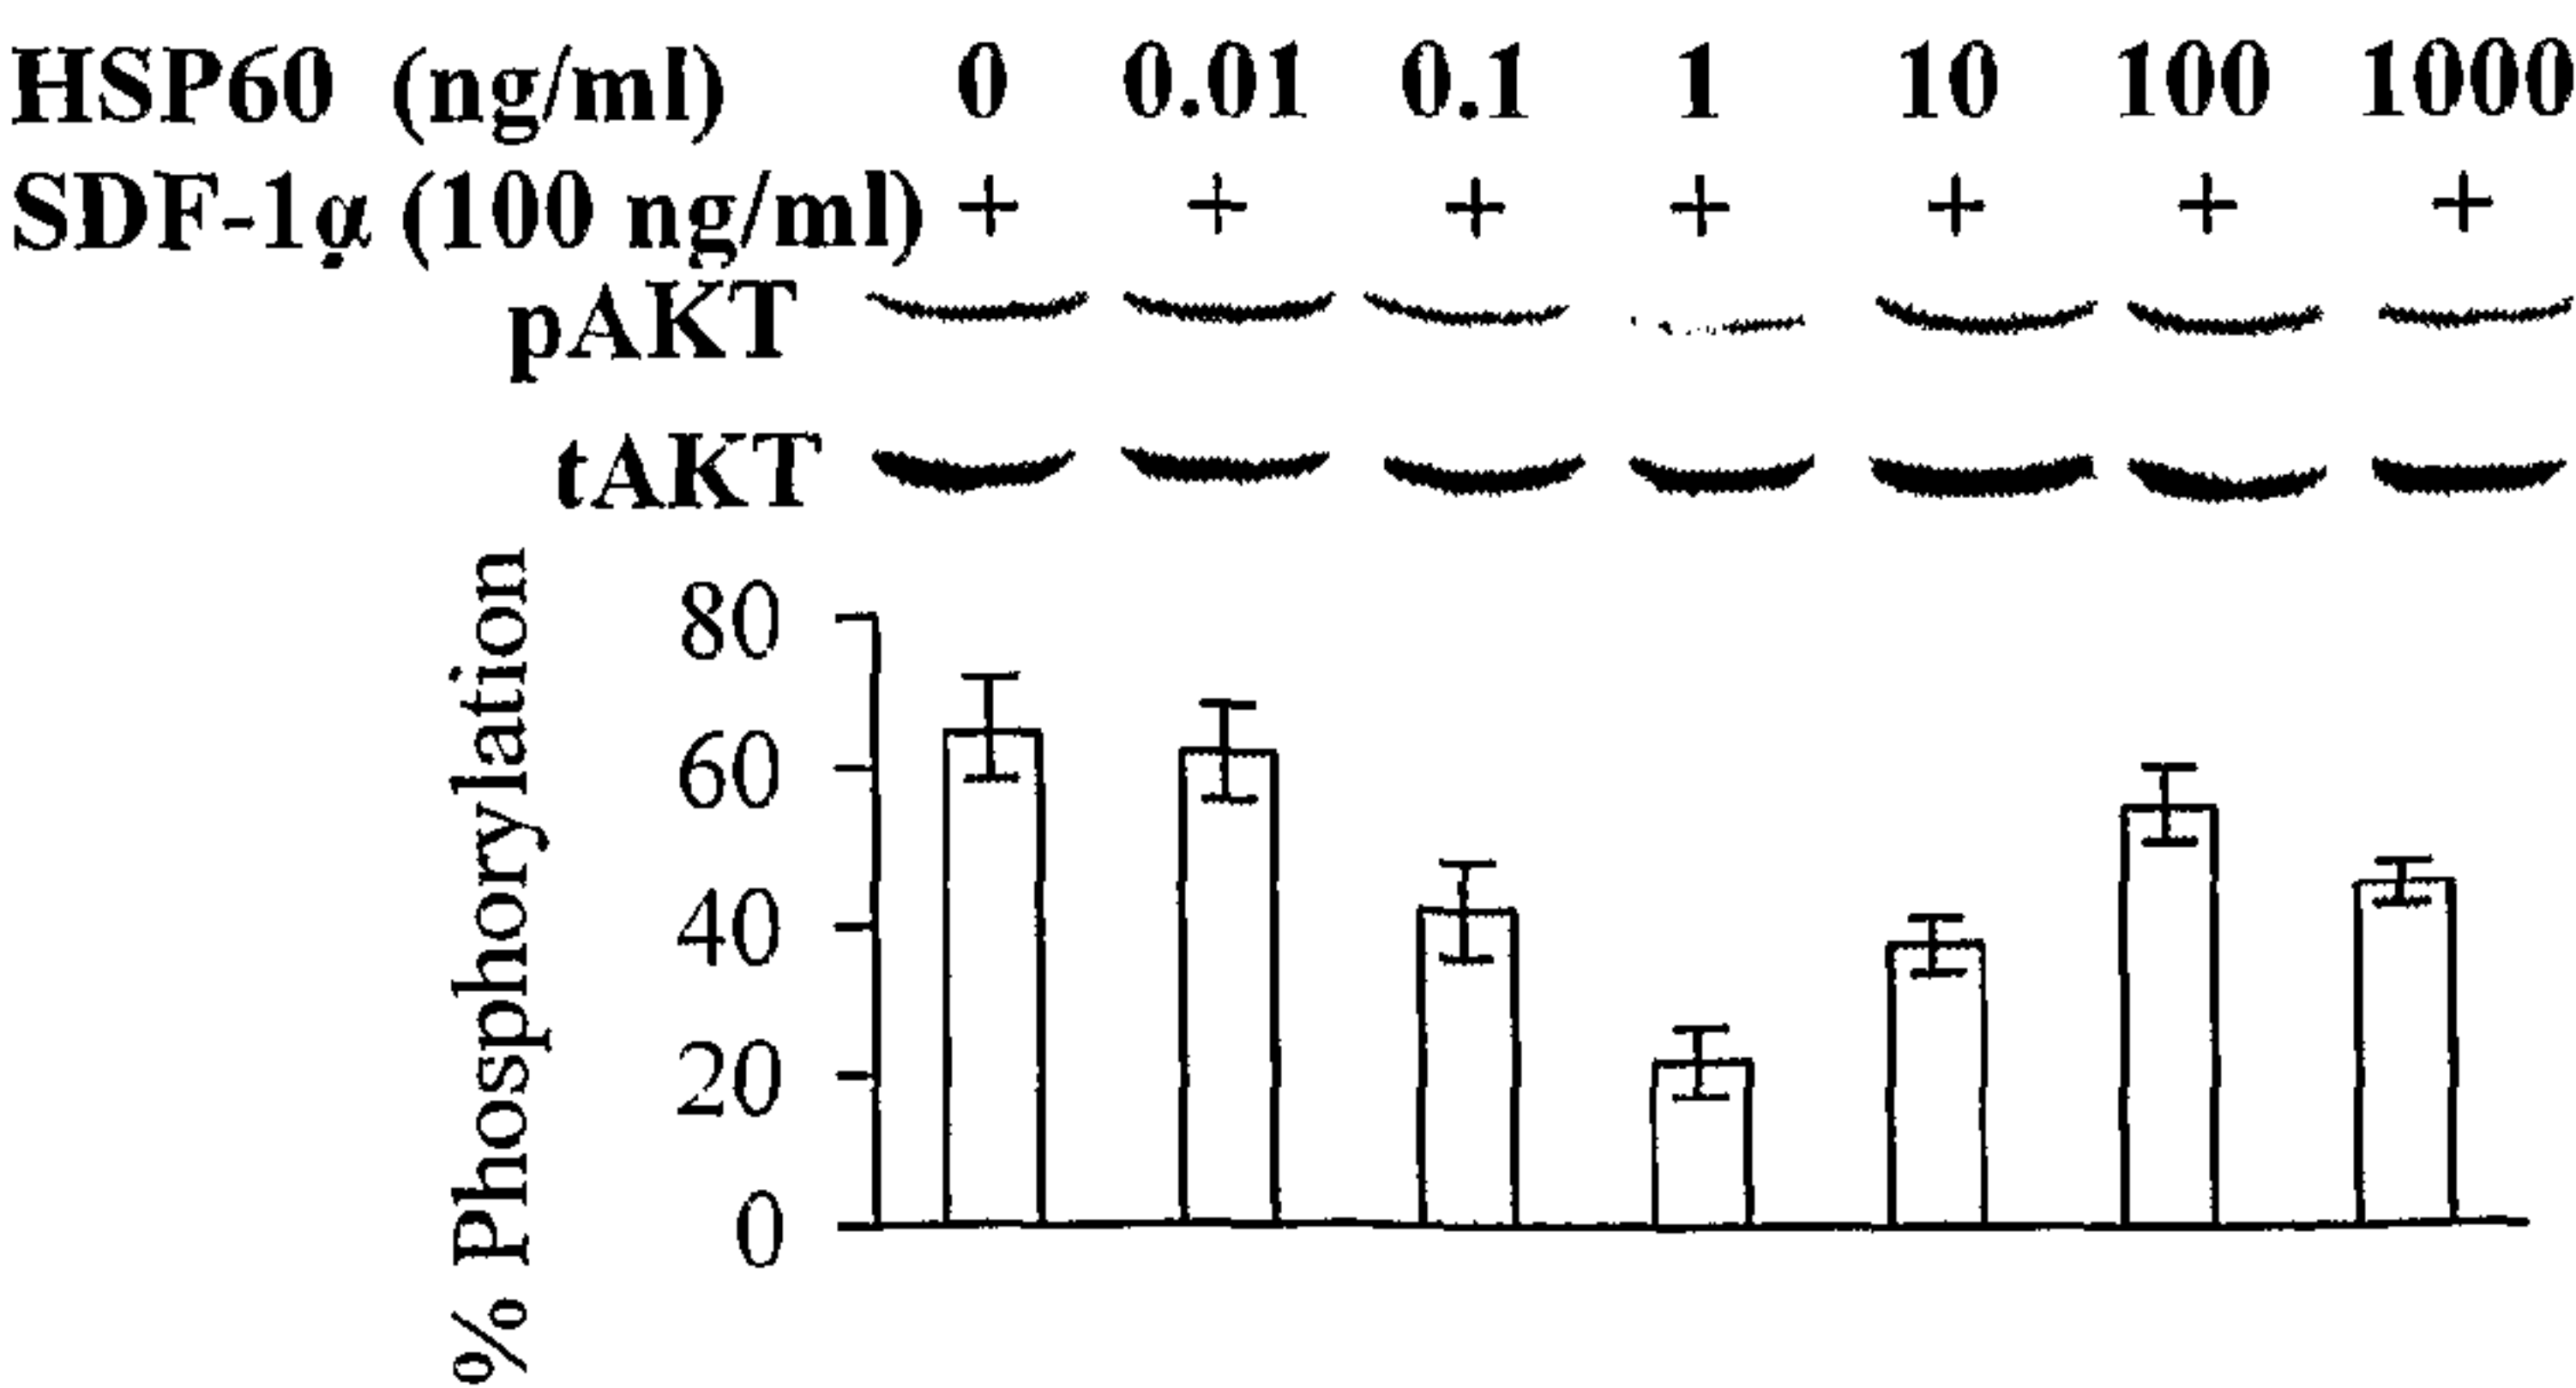 HSP60 (ng/ml) 0 0.01 0.1 1 10 100 1000
SDF-1α (100 ng/ml) + + + + + + +
pAKT
tAKT
% Phosphorylation
80
60
40
20
0